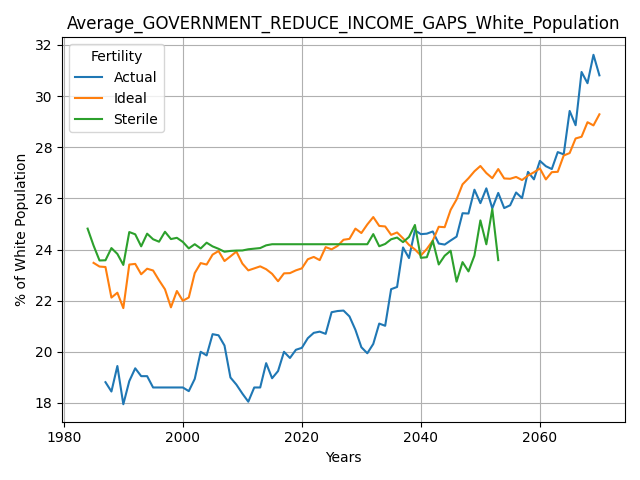 Average_GOVERNMENT_REDUCE_INCOME_GAPS_White_Population
Fertility
Actual
Ideal
Sterile
% of White Population
32
30
28
26
24
22
20
18
1980
2000
2020
2040
2060
Years